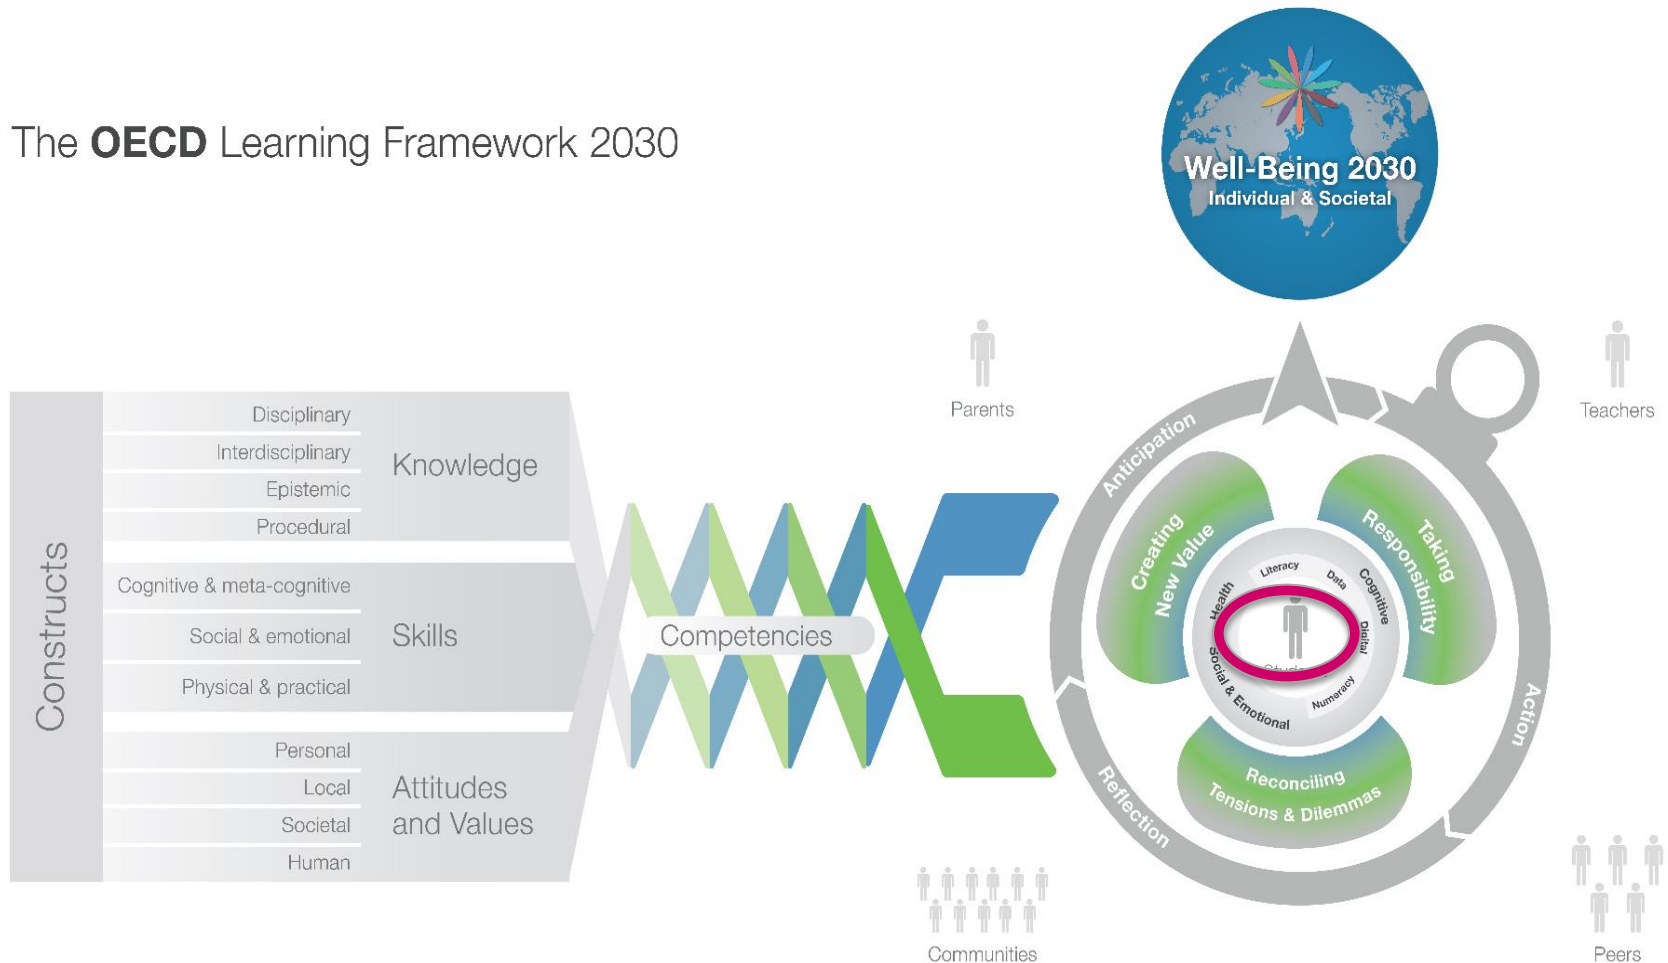 The OECD Learning Framework 2030
Well-Being 2030
Individual & Societal
Constructs
Disciplinary
Interdisciplinary
Epistemic
Procedural
Knowledge
Cognitive & meta-cognitive
Social & emotional
Physical & practical
Skills
Personal
Local
Societal
Human
Attitudes
and Values
Competencies
Parents
Teachers
Anticipation
Action
Reflection
Creating
New Value
Taking
Responsibility
Reconciling
Tensions & Dilemmas
Literacy
Data
Cognitive
Health
Digital
Numeracy
Social & Emotional
Communities
Peers